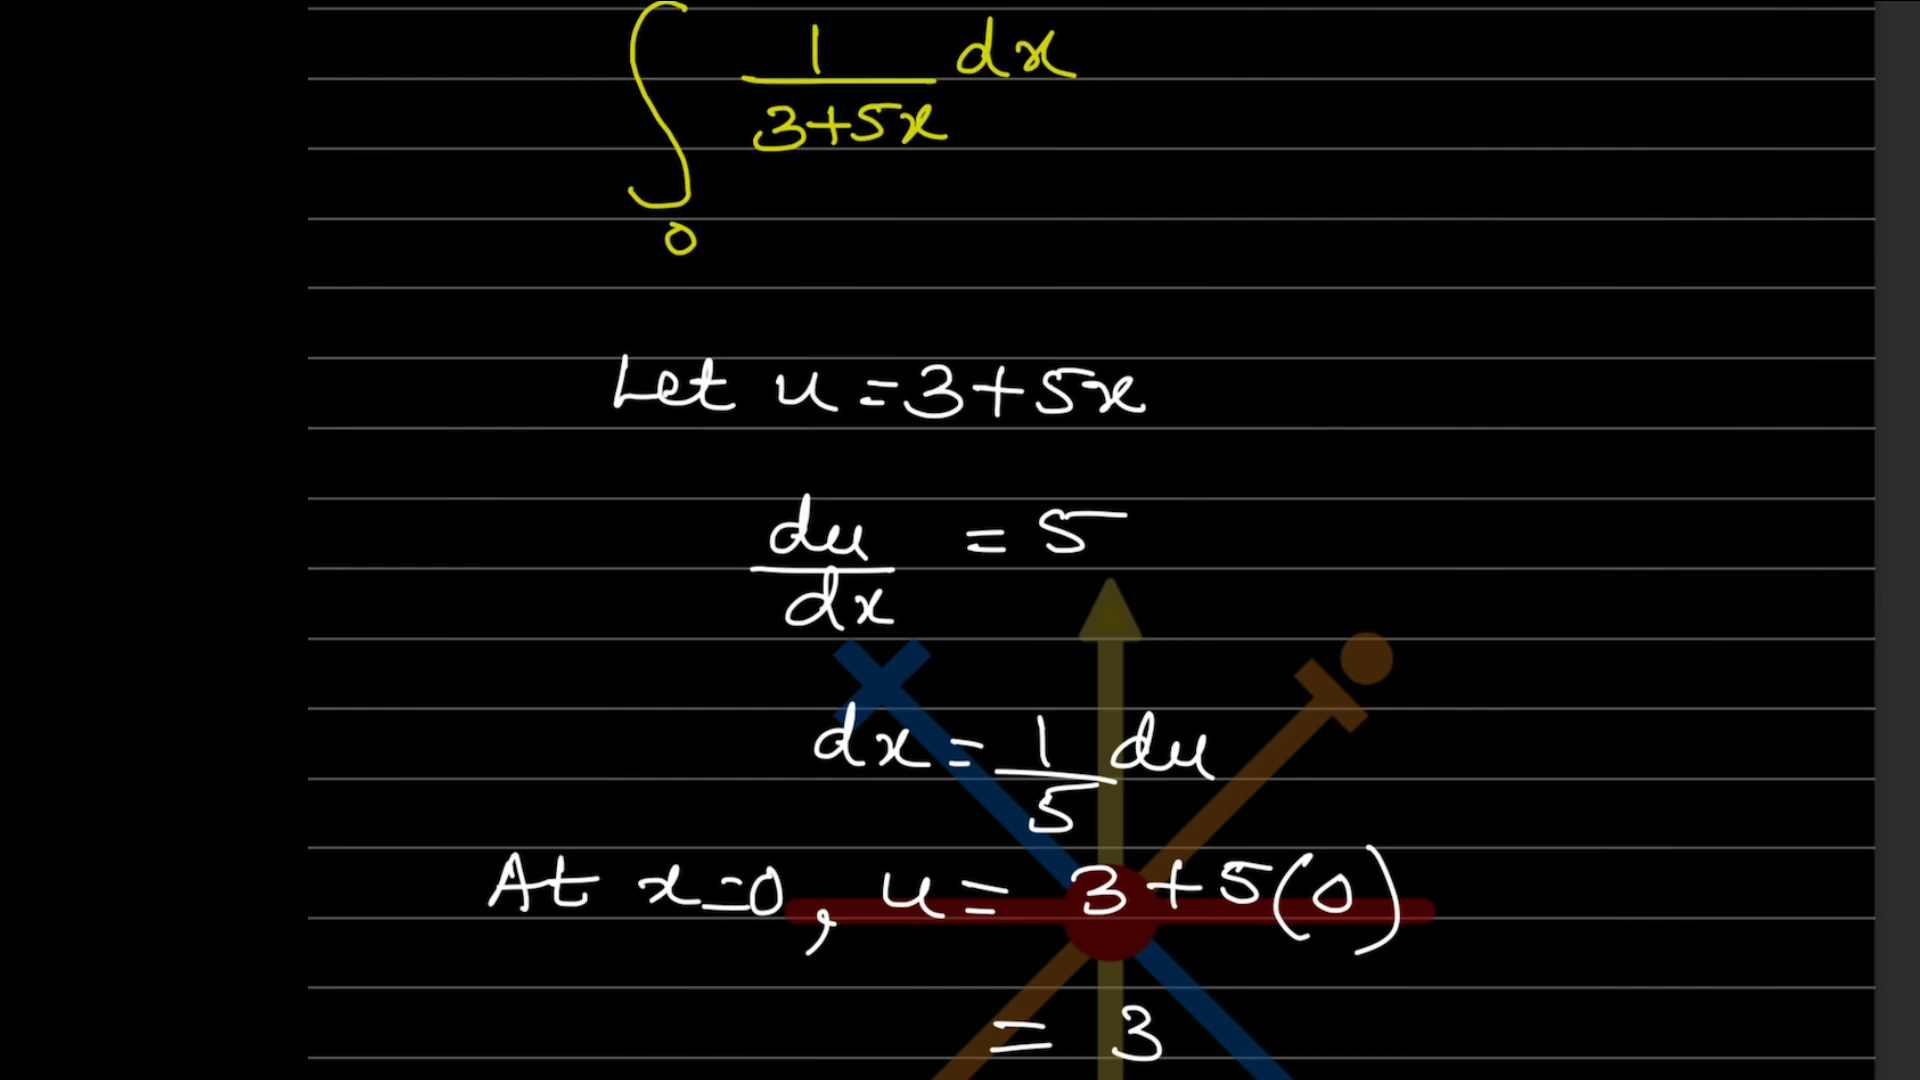 ∫₀ 1/(3+5x) dx
Let u = 3+5x
du/dx = 5
dx = 1/5 du
At x=0, u = 3+5(0)
= 3